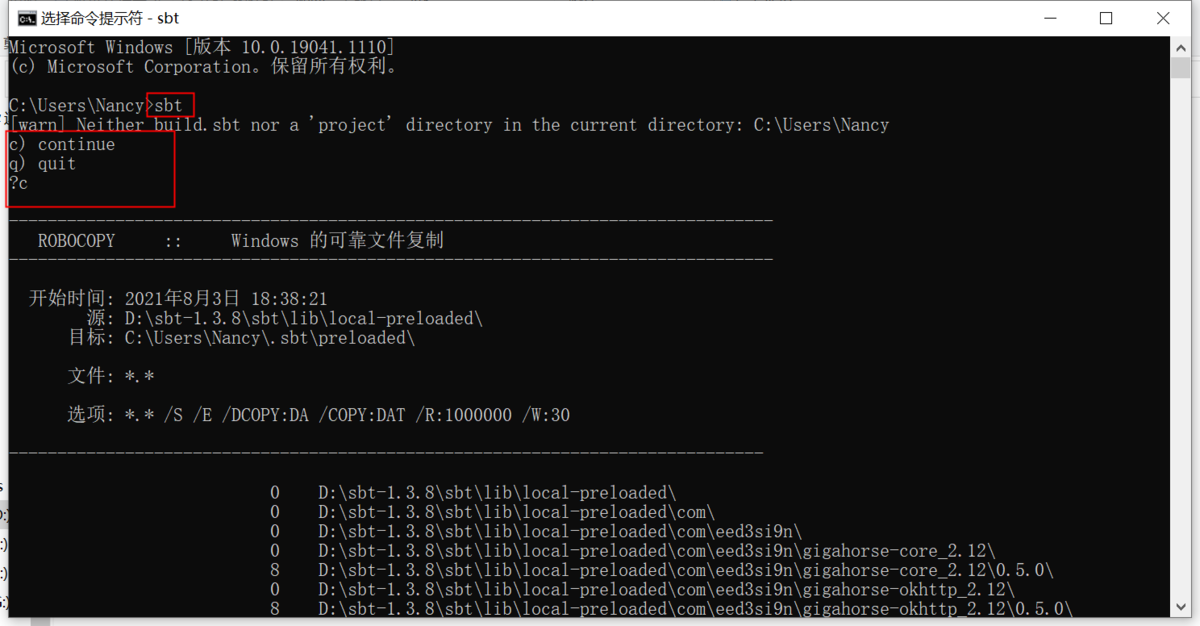 选择命令提示符 - sbt
Microsoft Windows [版本 10.0.19041.1110]
(c) Microsoft Corporation。保留所有权利。
C:\Users\Nancy>sbt
[warn] Neither build.sbt nor a 'project' directory in the current directory: C:\Users\Nancy
c) continue
q) quit
?c
-------------------------------------------------------------------------------
ROBOCOPY     ::     Windows 的可靠文件复制
-------------------------------------------------------------------------------
开始时间: 2021年8月3日 18:38:21
源: D:\sbt-1.3.8\sbt\lib\local-preloaded\
目标: C:\Users\Nancy\.sbt\preloaded\
文件: *.*
选项: *.* /S /E /DCOPY:DA /COPY:DAT /R:1000000 /W:30
------------------------------------------------------------------------------
0    D:\sbt-1.3.8\sbt\lib\local-preloaded\
0    D:\sbt-1.3.8\sbt\lib\local-preloaded\com\
0    D:\sbt-1.3.8\sbt\lib\local-preloaded\com\eed3si9n\
0    D:\sbt-1.3.8\sbt\lib\local-preloaded\com\eed3si9n\gigahorse-core_2.12\
8    D:\sbt-1.3.8\sbt\lib\local-preloaded\com\eed3si9n\gigahorse-core_2.12\0.5.0\
0    D:\sbt-1.3.8\sbt\lib\local-preloaded\com\eed3si9n\gigahorse-okhttp_2.12\
8    D:\sbt-1.3.8\sbt\lib\local-preloaded\com\eed3si9n\gigahorse-okhttp_2.12\0.5.0\